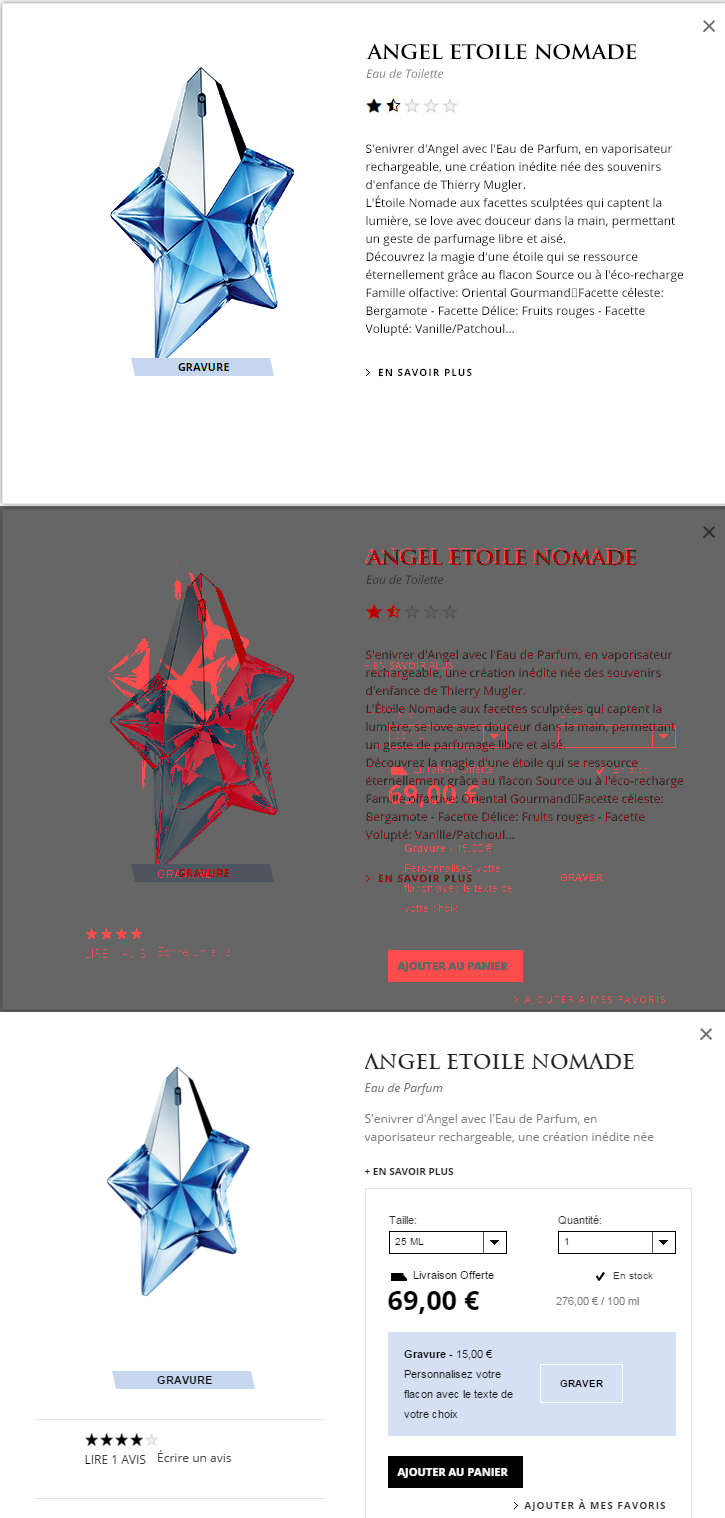 ANGEL ETOILE NOMADE
Eau de Toilette
S'enivrer d'Angel avec l'Eau de Parfum, en vaporisateur
rechargeable, une création inédite née des souvenirs
d'enfance de Thierry Mugler.
L'Étoile Nomade aux facettes sculptées qui captent la
lumière, se love avec douceur dans la main, permettant
un geste de parfumage libre et aisé.
Découvrez la magie d'une étoile qui se ressource
éternellement grâce au flacon Source ou à l'éco-recharge
Famille olfactive: Oriental Gourmand▯Facette céleste:
Bergamote - Facette Délice: Fruits rouges - Facette
Volupté: Vanille/Patchoul...
GRAVURE
> EN SAVOIR PLUS
ANGEL ETOILE NOMADE
Eau de Toilette
S'enivrer d'Angel avec l'Eau de Parfum, en vaporisateur
+ EN SAVOIR PLUS
rechargeable, une création inédite née des souvenirs
d'enfance de Thierry Mugler.
L'Étoile Nomade aux facettes sculptées qui captent la
lumière, se love avec douceur dans la main, permettant
un geste de parfumage libre et aisé.
Découvrez la magie d'une étoile qui se ressource
Livraison Offerte
éternellement grâce au flacon Source ou à l'éco-recharge
69,00 €
Famille olfactive: Oriental Gourmand▯Facette céleste:
Bergamote - Facette Délice: Fruits rouges - Facette
Volupté: Vanille/Patchoul...
Gravure - 15,00 €
Personnalisez votre
GRAVURE
> EN SAVOIR PLUS
GRAVER
flacon avec le texte de
votre choix
LIRE 1 AVIS Écrire un avis
AJOUTER AU PANIER
> AJOUTER À MES FAVORIS
ANGEL ETOILE NOMADE
Eau de Parfum
S'enivrer d'Angel avec l'Eau de Parfum, en
vaporisateur rechargeable, une création inédite née
+ EN SAVOIR PLUS
Taille: Quantité:
25 ML 1
Livraison Offerte En stock
69,00 € 276,00 € / 100 ml
Gravure - 15,00 €
Personnalisez votre
flacon avec le texte de
votre choix
GRAVER
GRAVURE
LIRE 1 AVIS Écrire un avis
AJOUTER AU PANIER
> AJOUTER À MES FAVORIS